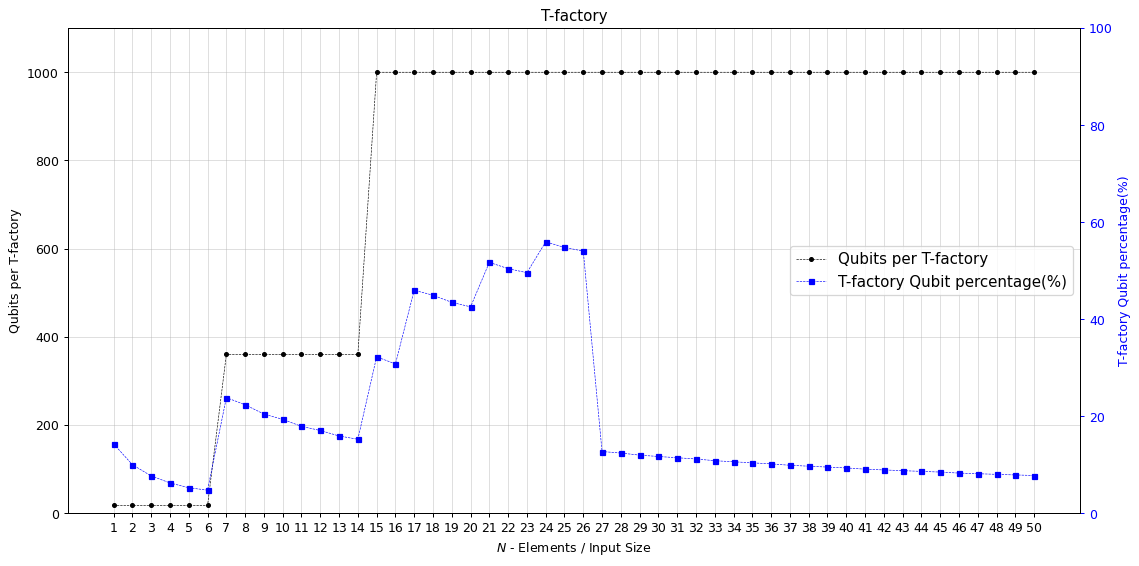 T-factory
1000
800
600
400
200
0
Qubits per T-factory
100
80
60
40
20
0
T-factory Qubit percentage(%)
Qubits per T-factory
T-factory Qubit percentage(%)
1 2 3 4 5 6 7 8 9 10 11 12 13 14 15 16 17 18 19 20 21 22 23 24 25 26 27 28 29 30 31 32 33 34 35 36 37 38 39 40 41 42 43 44 45 46 47 48 49 50
N - Elements / Input Size